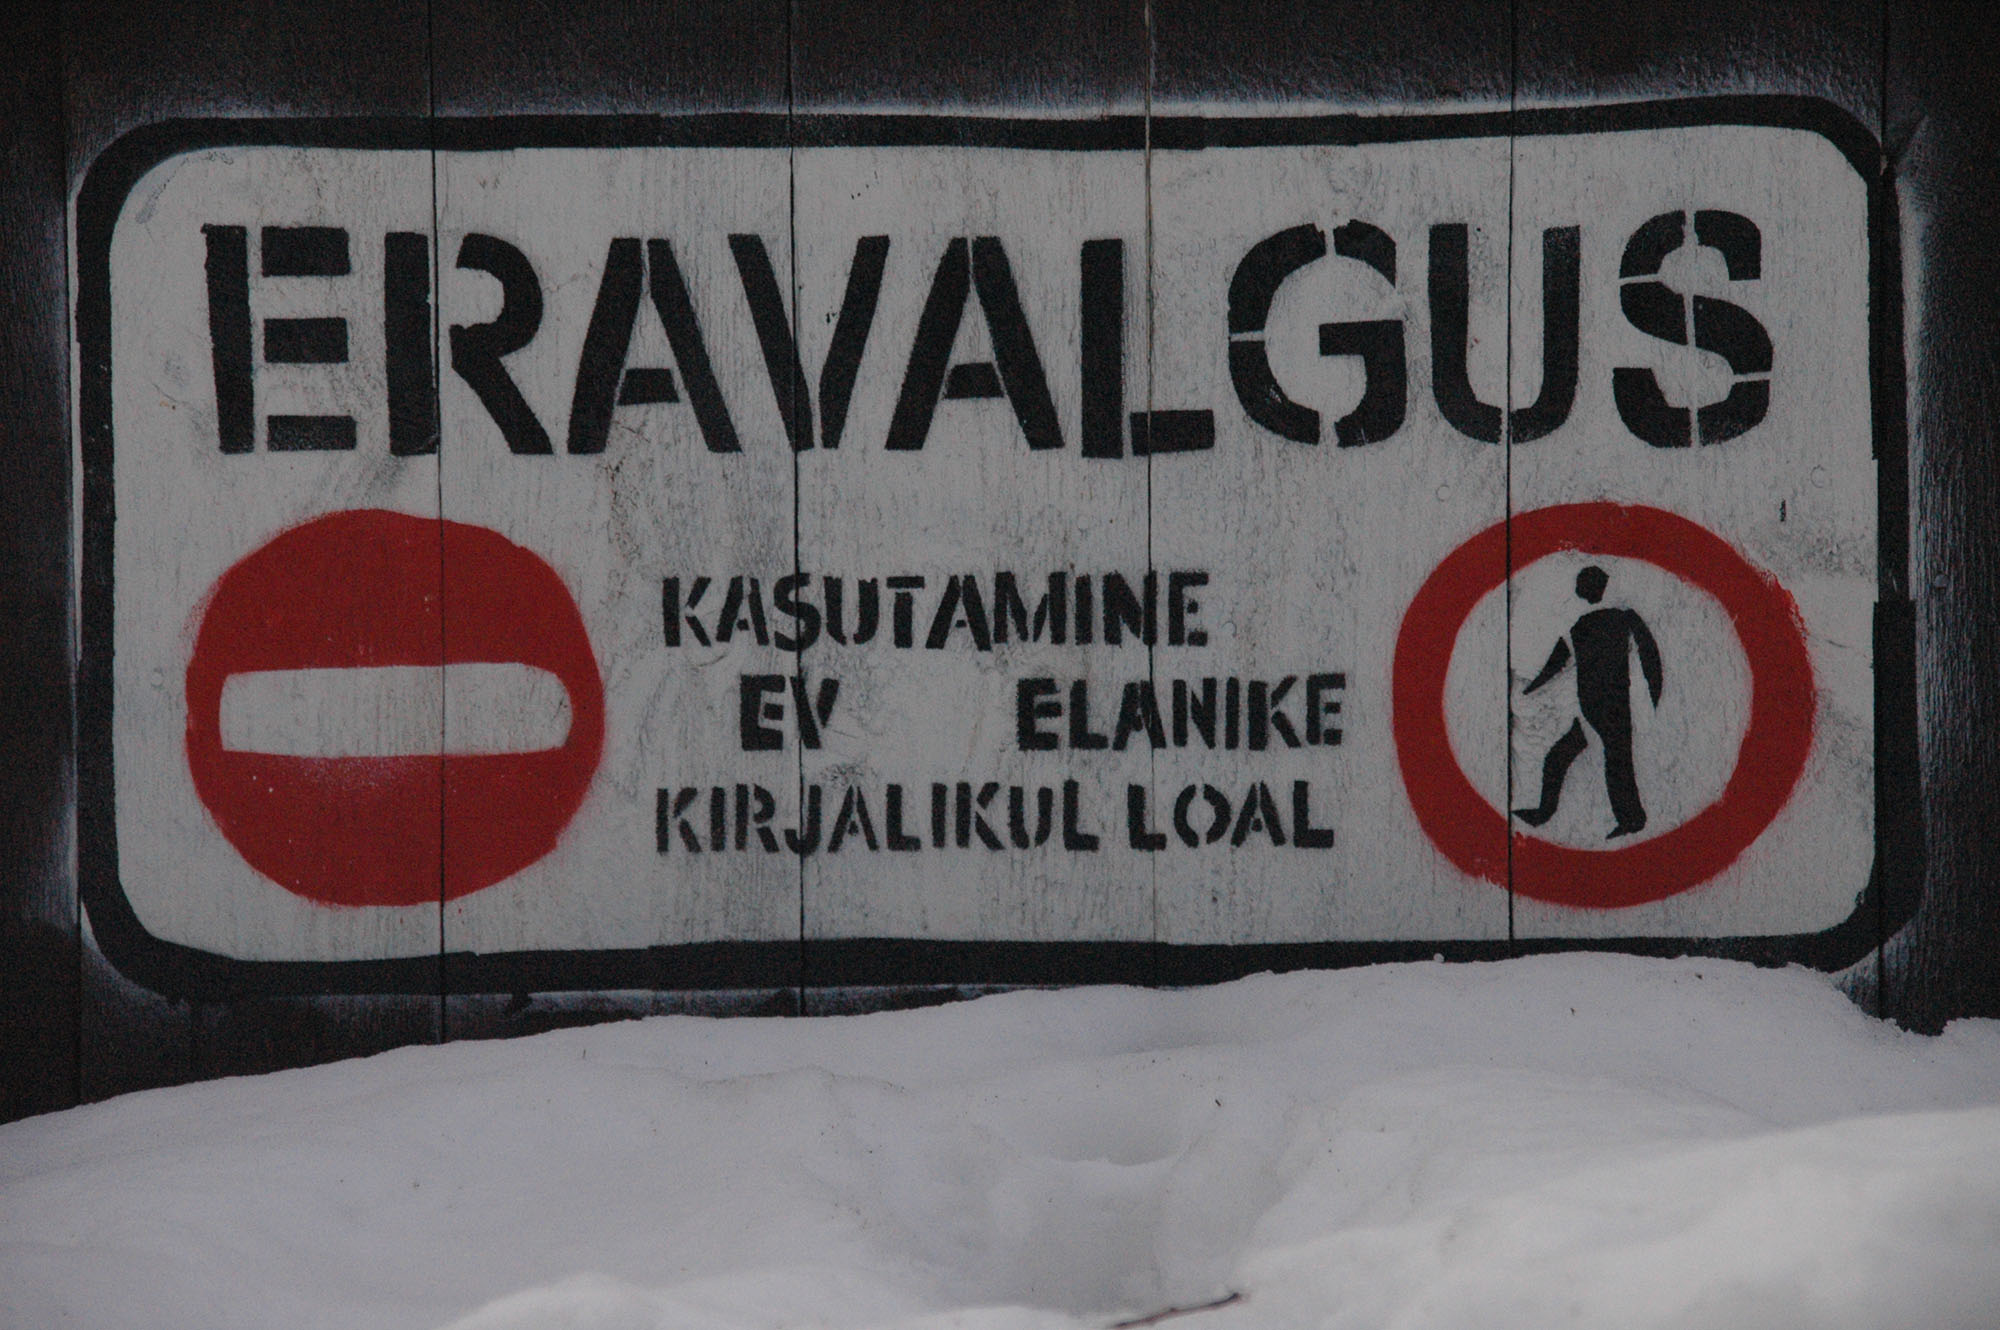 ERAVALGUS
KASUTAMINE
EV ELANIKE
KIRJALIKUL LOAL